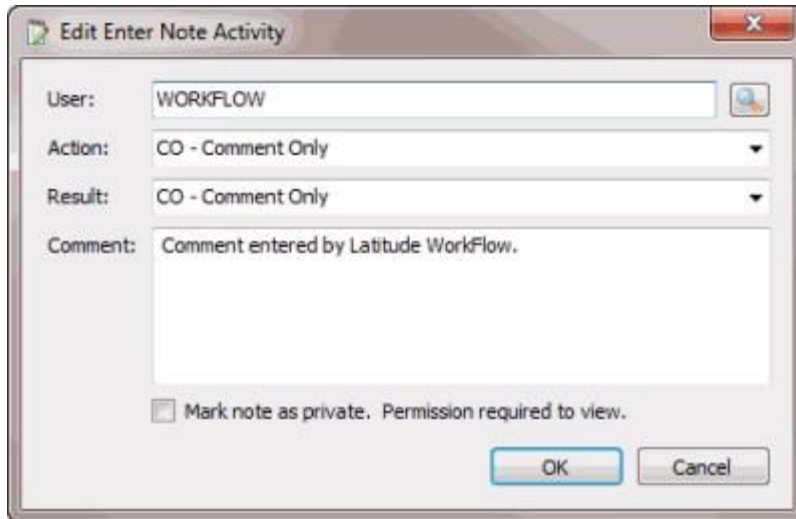 Edit Enter Note Activity
User: WORKFLOW
Action: CO - Comment Only
Result: CO - Comment Only
Comment: Comment entered by Latitude WorkFlow.
Mark note as private. Permission required to view.
OK Cancel